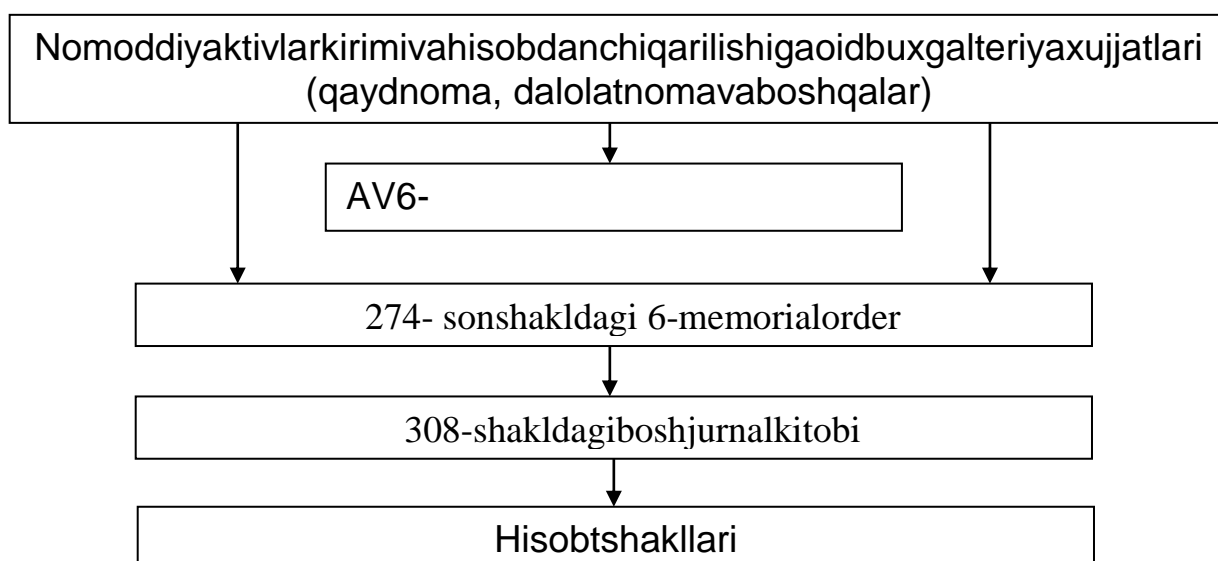 Nomoddiyaktivlarkirimivahisobdanchiqarilishigaoidbuxgalteriyaxujjatlari
(qaydnoma, dalolatnomavaboshqalar)
AV6-
274- sonshakldagi 6-memorialorder
308-shakldagiboshjurnalkitobi
Hisobtshakllari